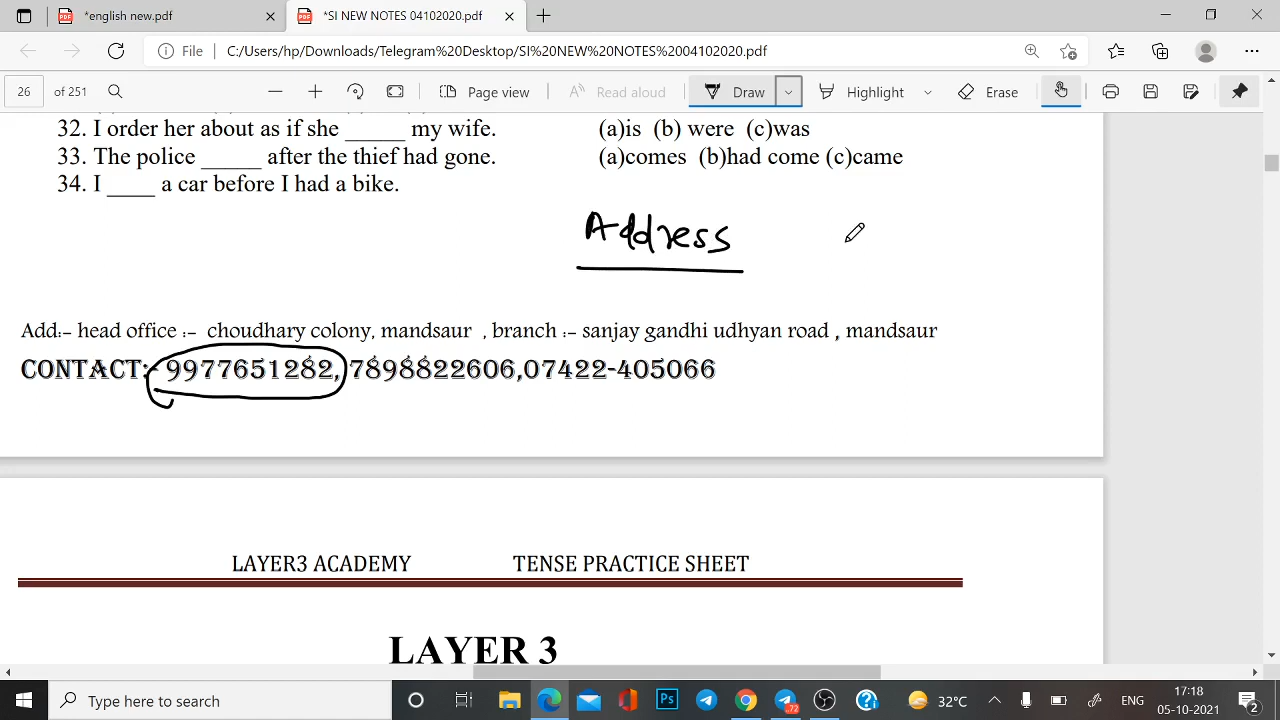 *english new.pdf
*SI NEW NOTES 04102020.pdf
File C:/Users/hp/Downloads/Telegram%20Desktop/SI%20NEW%20NOTES%2004102020.pdf
26 of 251 Page view Read aloud Draw Highlight Erase
32. I order her about as if she _____ my wife. (a)is (b) were (c)was
33. The police _____ after the thief had gone. (a)comes (b)had come (c)came
34. I ____ a car before I had a bike.
Address
Add:- head office :- choudhary colony, mandsaur , branch :- sanjay gandhi udhyan road , mandsaur
CONTACT:- 9977651282, 7898822606,07422-405066
LAYER3 ACADEMY TENSE PRACTICE SHEET
LAYER 3
Type here to search
Ps
72
32°C
ENG
17:18
05-10-2021
2